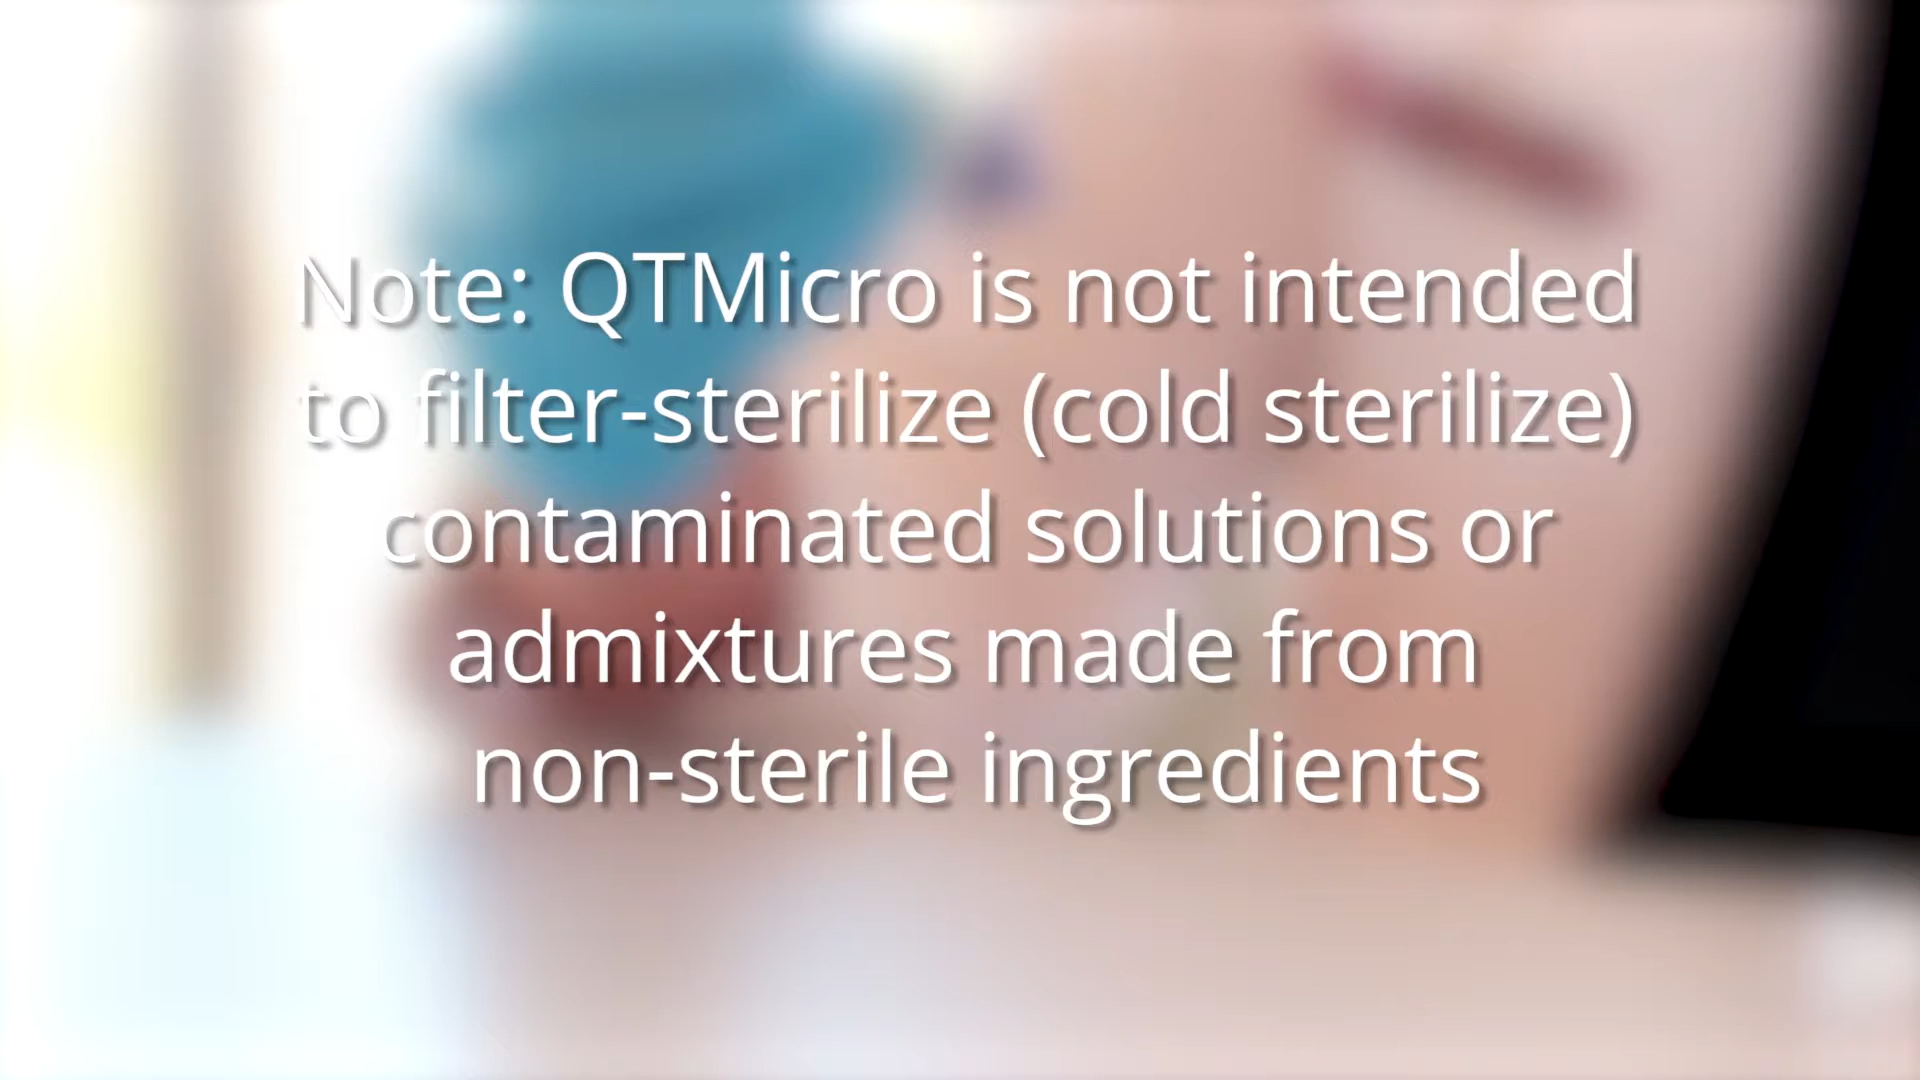 Note: QTMicro is not intended
to filter-sterilize (cold sterilize)
contaminated solutions or
admixtures made from
non-sterile ingredients